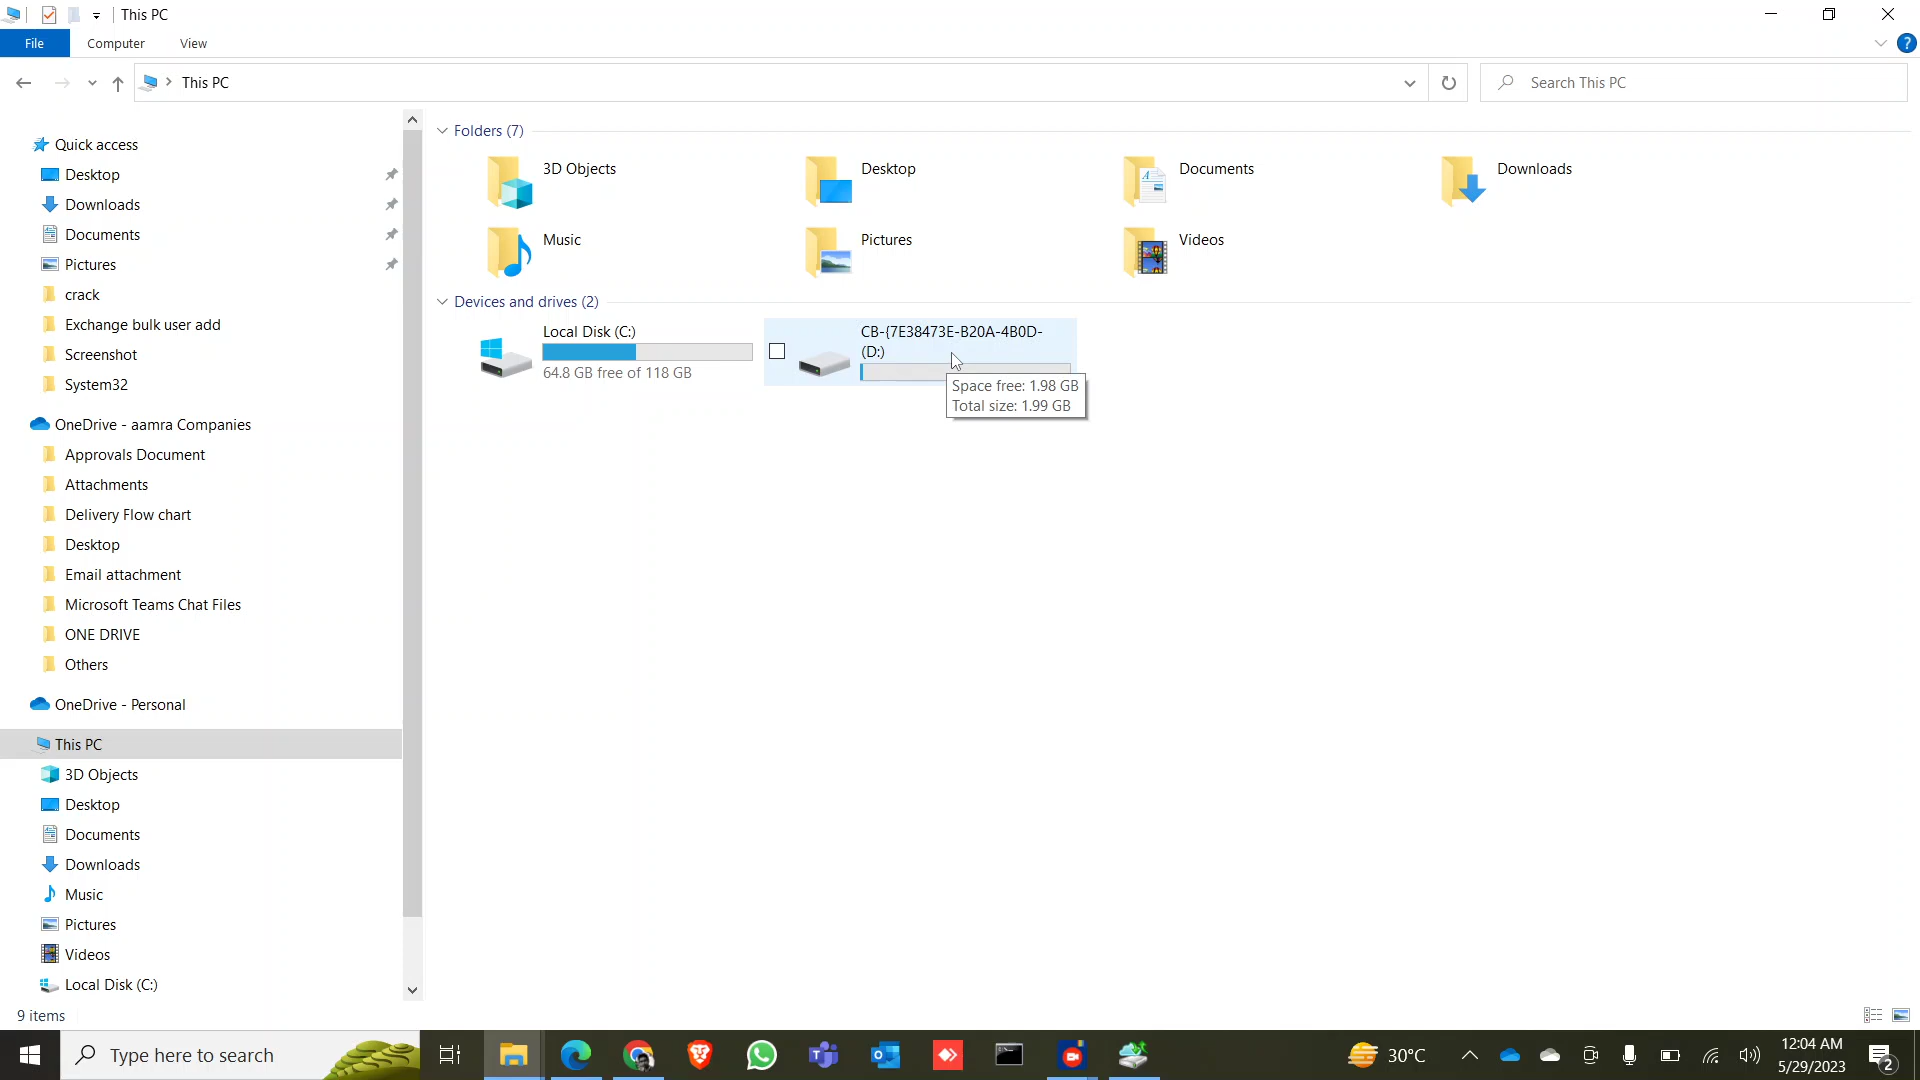 This PC
File
Computer
View
This PC
Search This PC
Quick access
Desktop
Downloads
Documents
Pictures
crack
Exchange bulk user add
Screenshot
System32
OneDrive - aamra Companies
Approvals Document
Attachments
Delivery Flow chart
Desktop
Email attachment
Microsoft Teams Chat Files
ONE DRIVE
Others
OneDrive - Personal
This PC
3D Objects
Desktop
Documents
Downloads
Music
Pictures
Videos
Local Disk (C:)
Folders (7)
3D Objects
Desktop
Documents
Downloads
Music
Pictures
Videos
Devices and drives (2)
Local Disk (C:)
64.8 GB free of 118 GB
CB-{7E38473E-B20A-4B0D-
(D:)
Space free: 1.98 GB
Total size: 1.99 GB
9 items
Type here to search
30°C
12:04 AM
5/29/2023
2